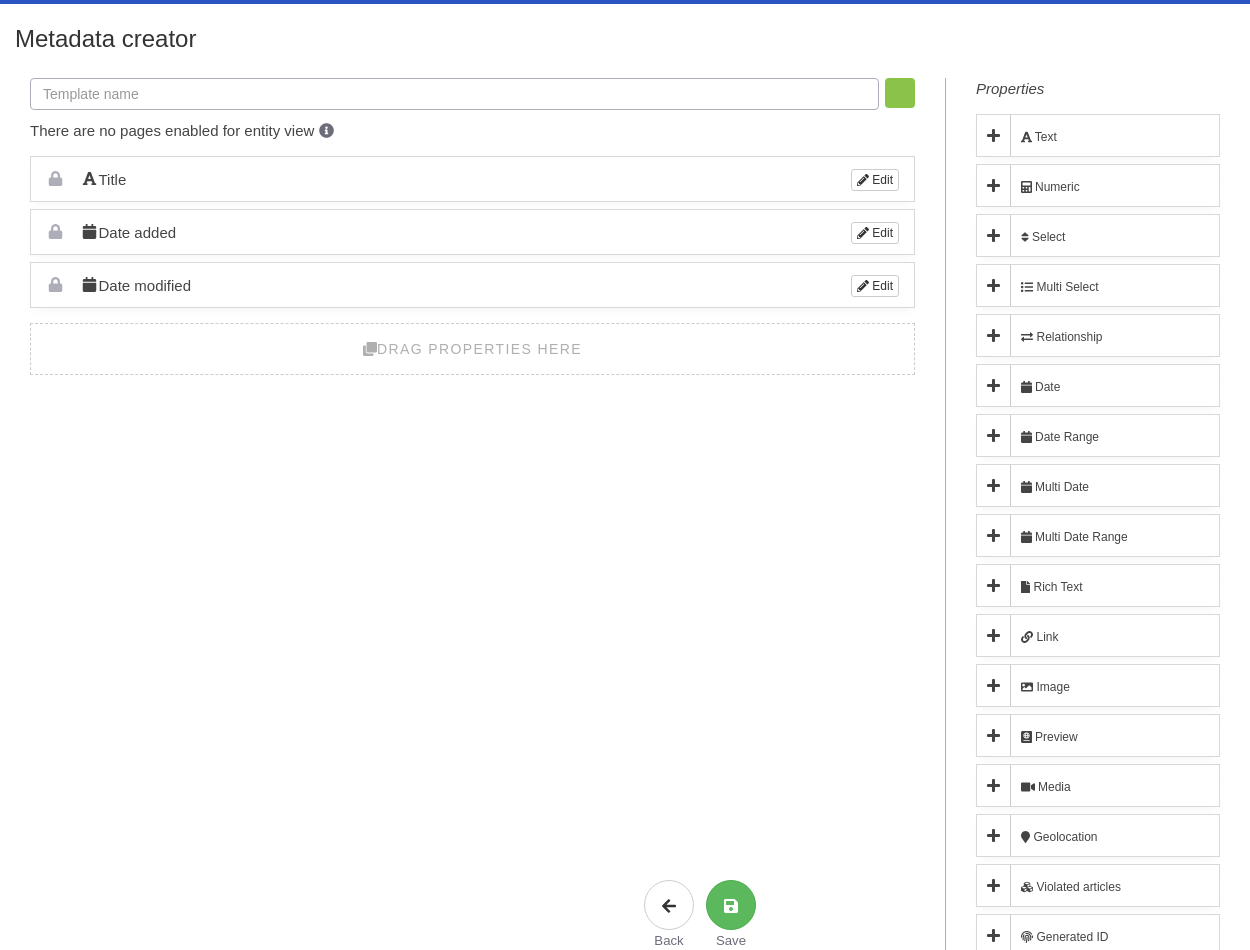 Metadata creator
Template name
There are no pages enabled for entity view
Title
Edit
Date added
Edit
Date modified
Edit
DRAG PROPERTIES HERE
Back
Save
Properties
Text
Numeric
Select
Multi Select
Relationship
Date
Date Range
Multi Date
Multi Date Range
Rich Text
Link
Image
Preview
Media
Geolocation
Violated articles
Generated ID